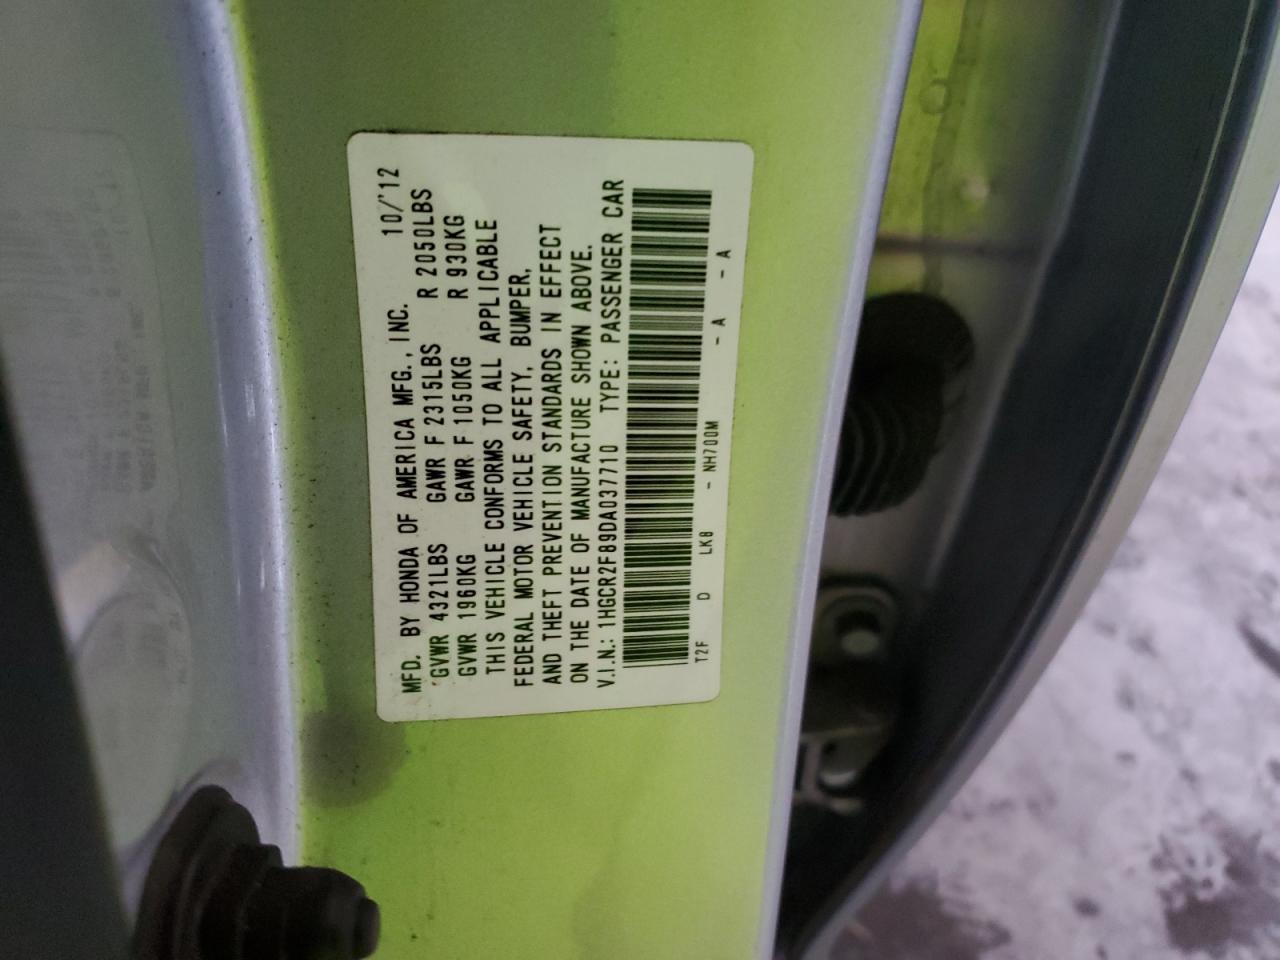 MFD. BY HONDA OF AMERICA MFG., INC. 10/'12
GVWR 4321LBS GAWR F 2315LBS R 2050LBS
GVWR 1960KG GAWR F 1050KG R 930KG
THIS VEHICLE CONFORMS TO ALL APPLICABLE
FEDERAL MOTOR VEHICLE SAFETY, BUMPER,
AND THEFT PREVENTION STANDARDS IN EFFECT
ON THE DATE OF MANUFACTURE SHOWN ABOVE.
V.I.N.: 1HGCR2F89DA037710 TYPE: PASSENGER CAR
T2F D LK8 - NH700M - A - A